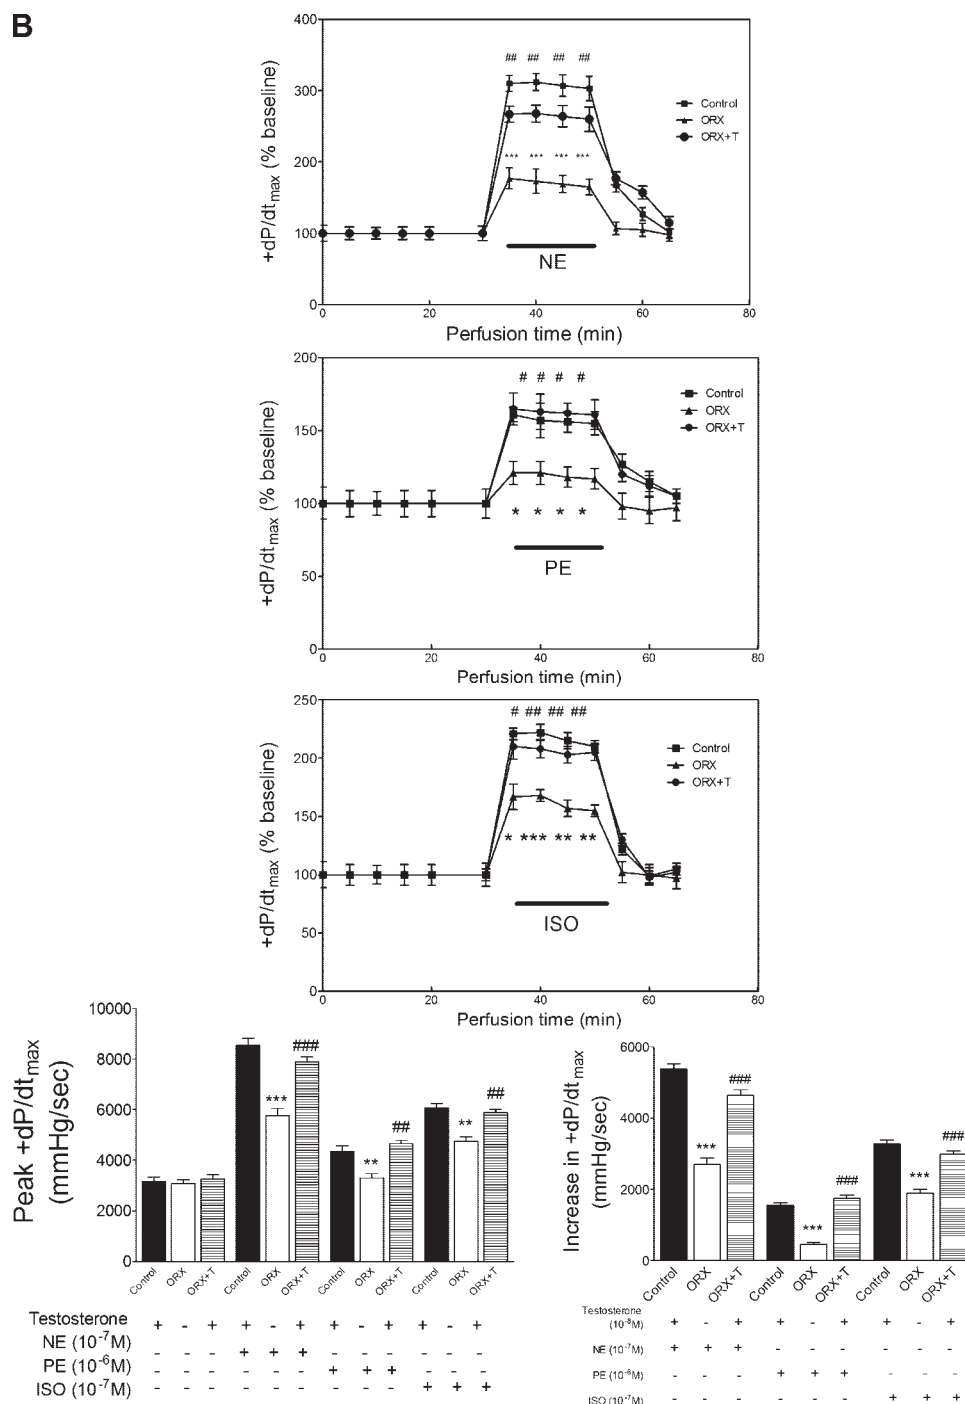 B
400
300
200
100
0
+dP/dtmax (% baseline)
## ## ## ##
*** *** *** ***
Control
ORX
ORX+T
NE
0 20 40 60 80
Perfusion time (min)
200
150
100
50
0
+dP/dtmax (% baseline)
# # # #
* * * *
Control
ORX
ORX+T
PE
0 20 40 60 80
Perfusion time (min)
250
200
150
100
50
0
+dP/dtmax (% baseline)
# ## ## ##
* *** ** **
Control
ORX
ORX+T
ISO
0 20 40 60 80
Perfusion time (min)
10000
8000
6000
4000
2000
0
Peak +dP/dtmax
(mmHg/sec)
*** ### ** ## ** ##
Control ORX ORX+T Control ORX ORX+T Control ORX ORX+T Control ORX ORX+T
Testosterone + - + + - + + - + + - +
NE (10-7M) - - - + + + - - - - - -
PE (10-6M) - - - - - - + + + - - -
ISO (10-7M) - - - - - - - - - + + +
6000
4000
2000
0
Increase in +dP/dtmax
(mmHg/sec)
*** ### *** ### *** ###
Control ORX ORX+T Control ORX ORX+T Control ORX ORX+T
Testosterone
(10-8M) + - + + - + + - +
NE (10-7M) + + + - - - - - -
PE (10-6M) - - - + + + - - -
ISO (10-7M) - - - - - - + + +